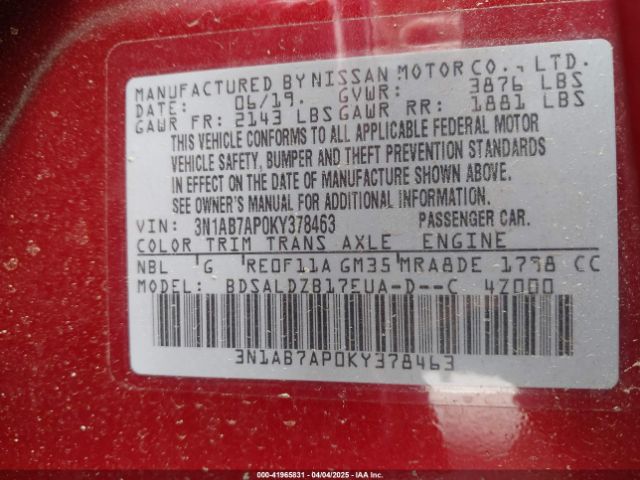 MANUFACTURED BY NISSAN MOTOR CO., LTD.
DATE: 06/19. GVWR: 3876 LBS
GAWR FR: 2143 LBS GAWR RR: 1881 LBS
THIS VEHICLE CONFORMS TO ALL APPLICABLE FEDERAL MOTOR
VEHICLE SAFETY, BUMPER AND THEFT PREVENTION STANDARDS
IN EFFECT ON THE DATE OF MANUFACTURE SHOWN ABOVE.
SEE OWNER'S MANUAL FOR ADDITIONAL INFORMATION.
VIN: 3N1AB7AP0KY378463 PASSENGER CAR.
COLOR TRIM TRANS AXLE ENGINE
NBL G RE0F11A GM35 MRA8DE 1798 CC
MODEL: BDSALDZB17EUA-D--C 4Z000
3N1AB7AP0KY378463
000-41965831 - 04/04/2025 - IAA Inc.